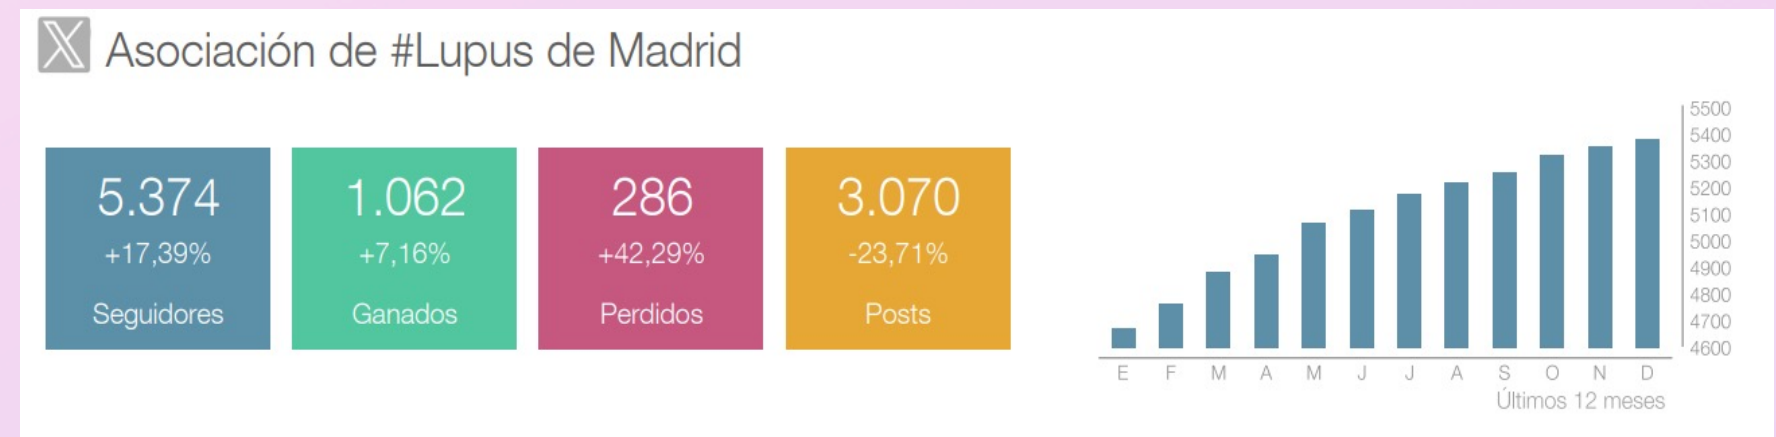 X Asociación de #Lupus de Madrid
5.374
+17,39%
Seguidores
1.062
+7,16%
Ganados
286
+42,29%
Perdidos
3.070
-23,71%
Posts
5500
5400
5300
5200
5100
5000
4900
4800
4700
4600
E F M A M J J A S O N D
Últimos 12 meses